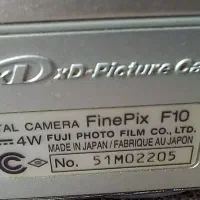 xD xD-Picture Ca
TAL CAMERA FinePix F10
4W FUJI PHOTO FILM CO., LTD.
MADE IN JAPAN / FABRIQUE AU JAPON
No. 51M02205